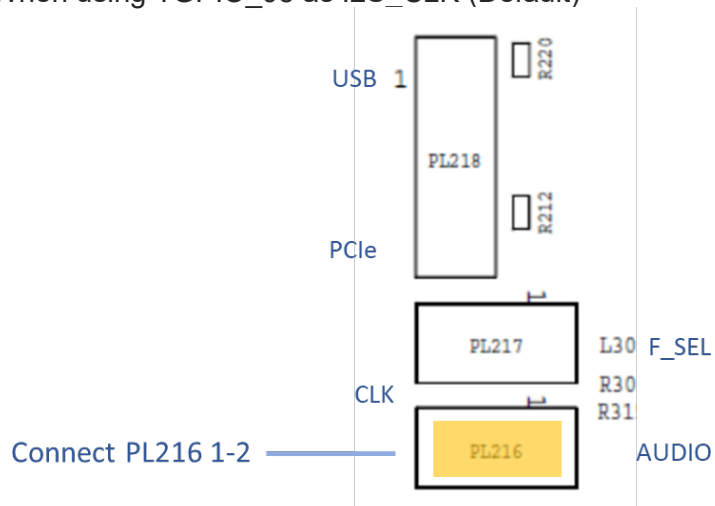 USB 1
R220
PL218
R212
PCIe
1
PL217
L30 F_SEL
CLK
R30
1
R31
Connect PL216 1-2
PL216
AUDIO